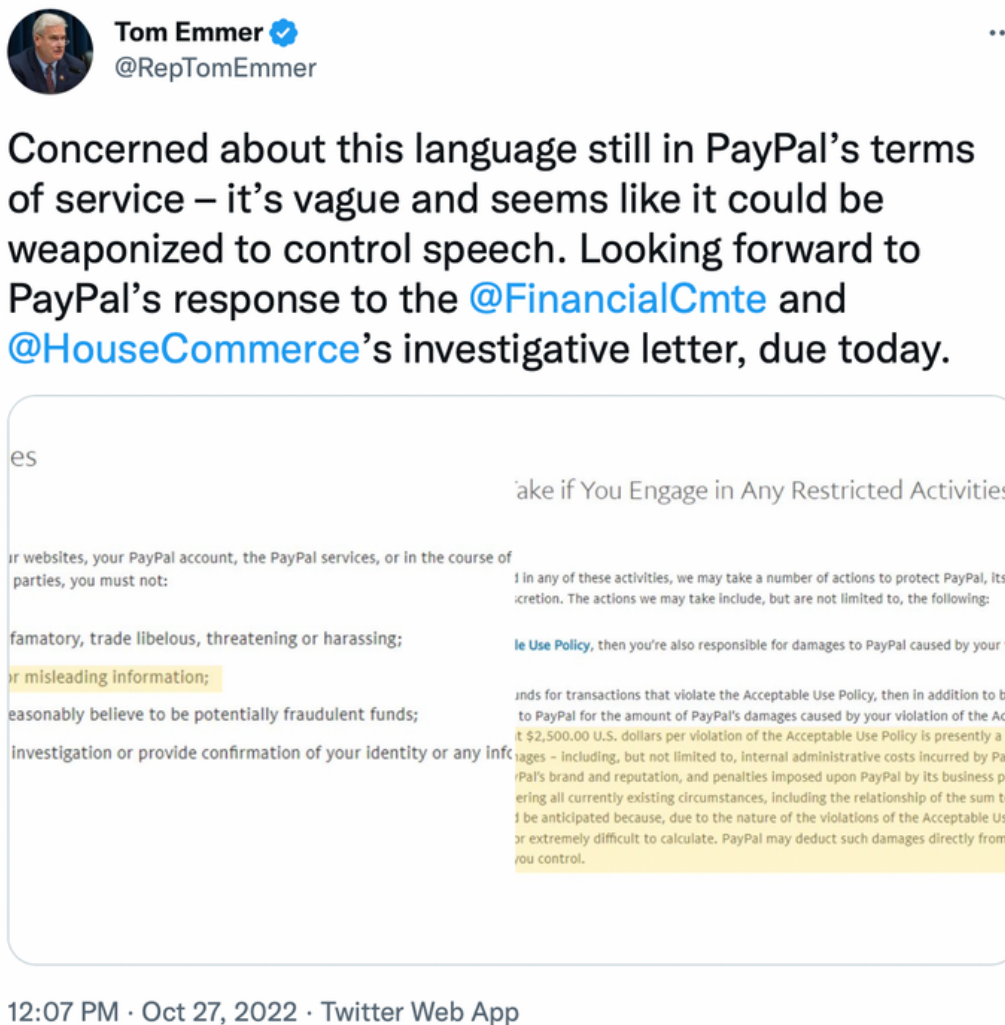 Tom Emmer
@RepTomEmmer
Concerned about this language still in PayPal's terms
of service – it's vague and seems like it could be
weaponized to control speech. Looking forward to
PayPal's response to the @FinancialCmte and
@HouseCommerce's investigative letter, due today.
es
ur websites, your PayPal account, the PayPal services, or in the course of
parties, you must not:
famatory, trade libelous, threatening or harassing;
or misleading information;
easonably believe to be potentially fraudulent funds;
investigation or provide confirmation of your identity or any info
ake if You Engage in Any Restricted Activities
d in any of these activities, we may take a number of actions to protect PayPal, its
scretion. The actions we may take include, but are not limited to, the following:
le Use Policy, then you're also responsible for damages to PayPal caused by your
unds for transactions that violate the Acceptable Use Policy, then in addition to b
to PayPal for the amount of PayPal's damages caused by your violation of the Ac
t $2,500.00 U.S. dollars per violation of the Acceptable Use Policy is presently a
ages – including, but not limited to, internal administrative costs incurred by Pa
Pal's brand and reputation, and penalties imposed upon PayPal by its business p
ering all currently existing circumstances, including the relationship of the sum t
d be anticipated because, due to the nature of the violations of the Acceptable Us
or extremely difficult to calculate. PayPal may deduct such damages directly from
you control.
12:07 PM · Oct 27, 2022 · Twitter Web App